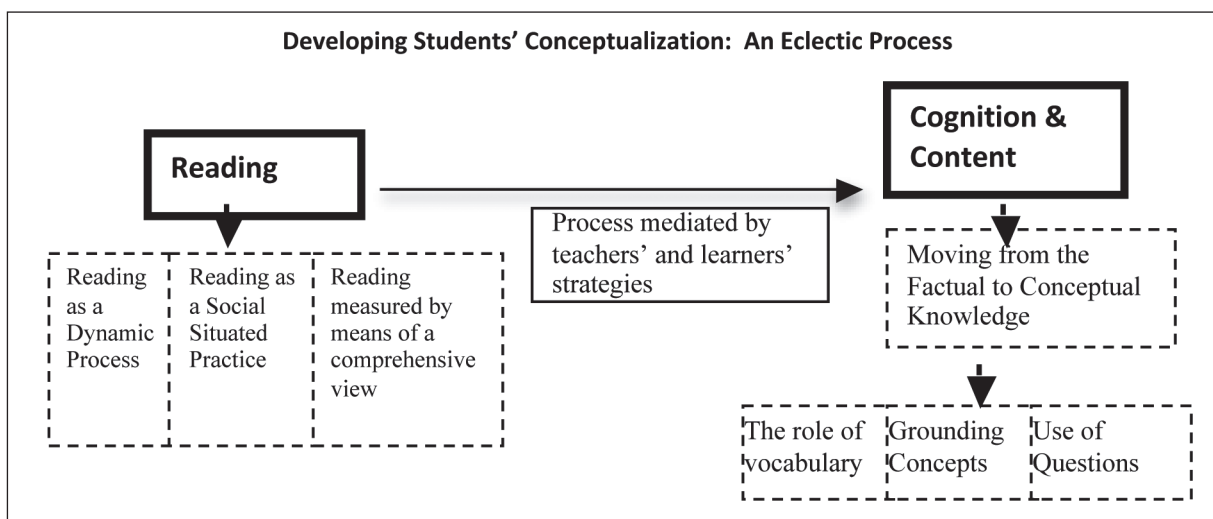 Developing Students’ Conceptualization: An Eclectic Process
Reading
Cognition &
Content
Process mediated by
teachers’ and learners’
strategies
Reading
as a
Dynamic
Process
Reading as
a Social
Situated
Practice
Reading
measured by
means of a
comprehensive
view
Moving from the
Factual to Conceptual
Knowledge
The role of
vocabulary
Grounding
Concepts
Use of
Questions